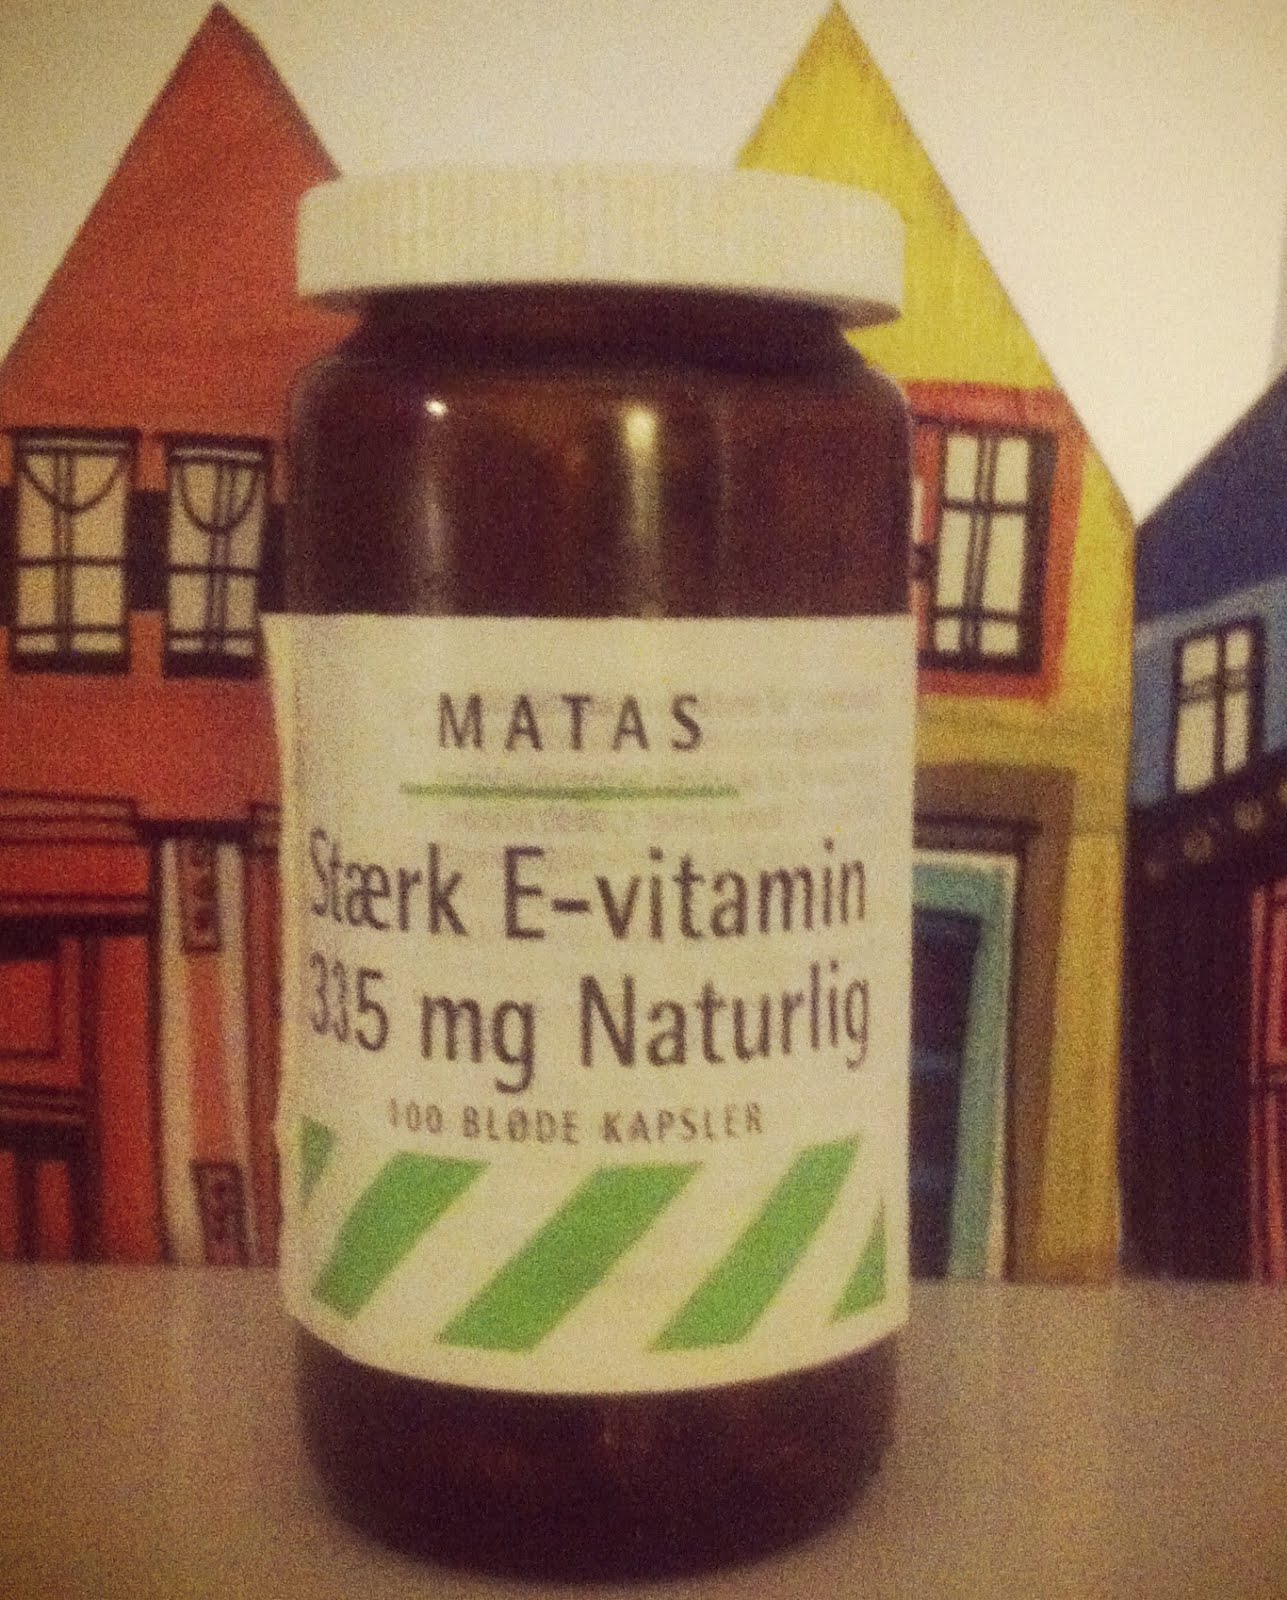 MATAS
Stærk E-vitamin
335 mg Naturlig
100 BLØDE KAPSLER